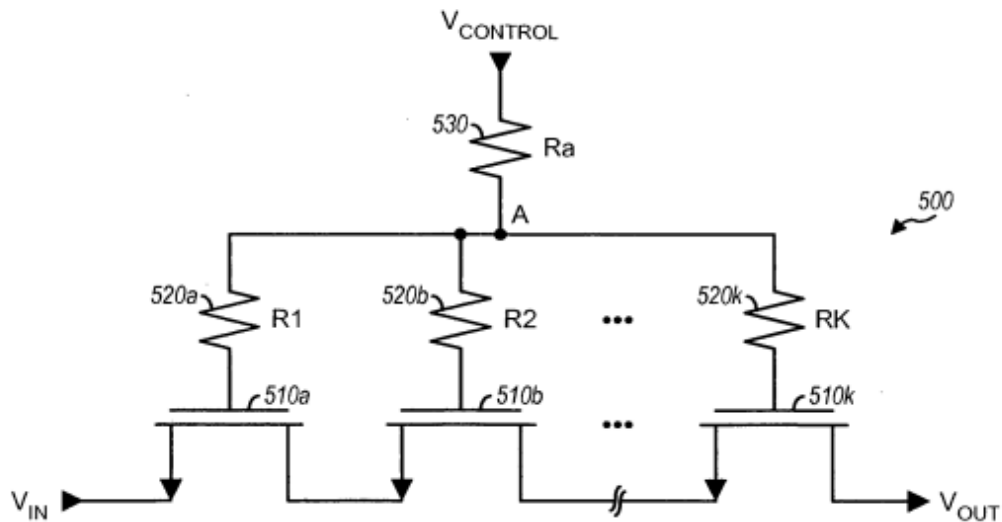 VCONTROL
530
Ra
A
500
520a
R1
520b
R2
•••
520k
RK
510a
510b
•••
510k
VIN
VOUT